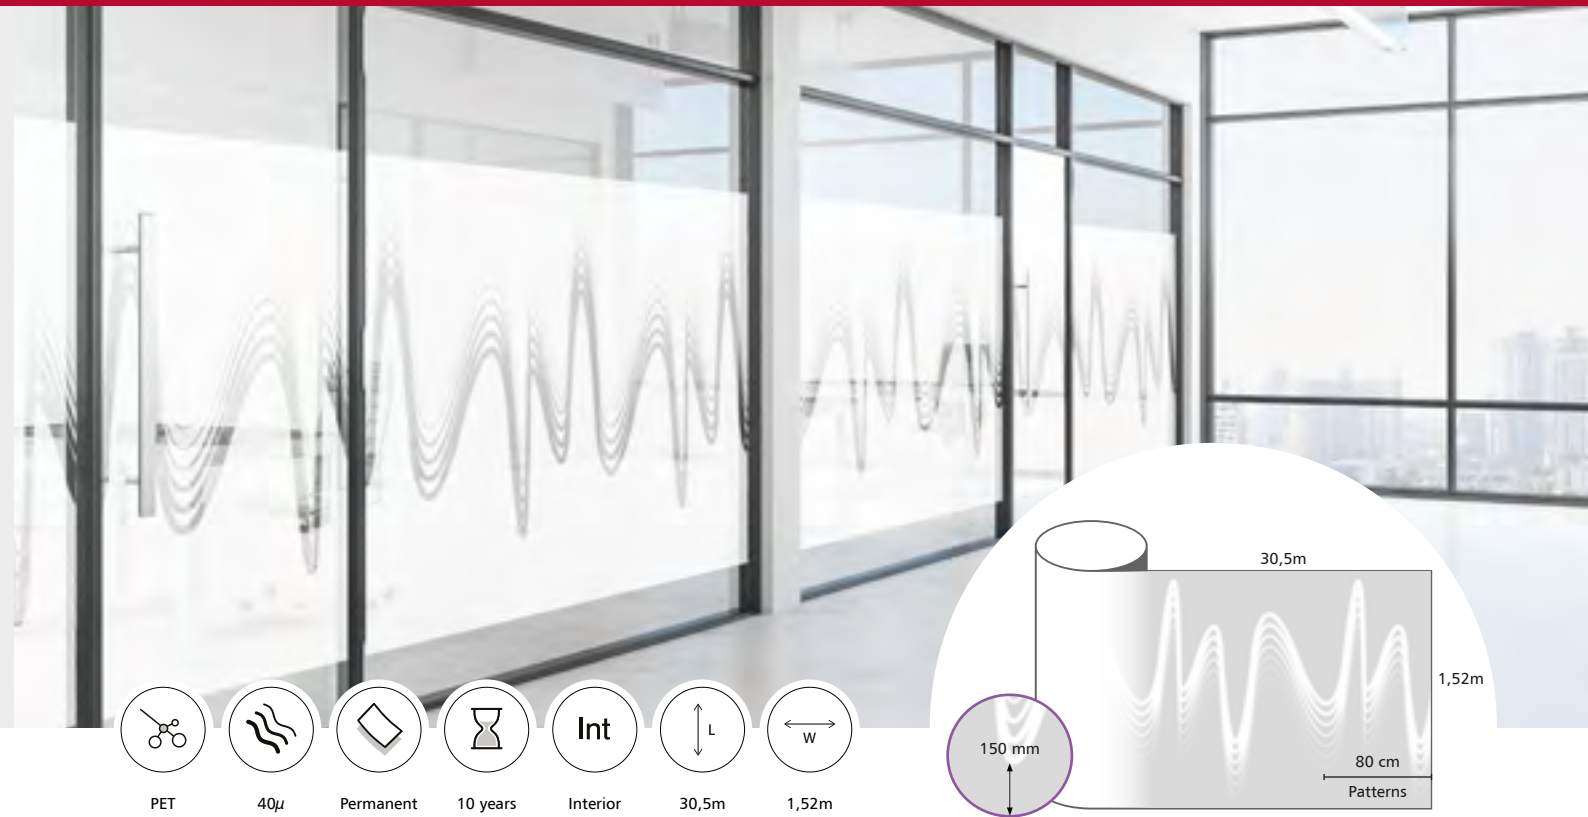 30,5m
1,52m
150 mm
80 cm
Patterns
Int
L
W
PET
40µ
Permanent
10 years
Interior
30,5m
1,52m